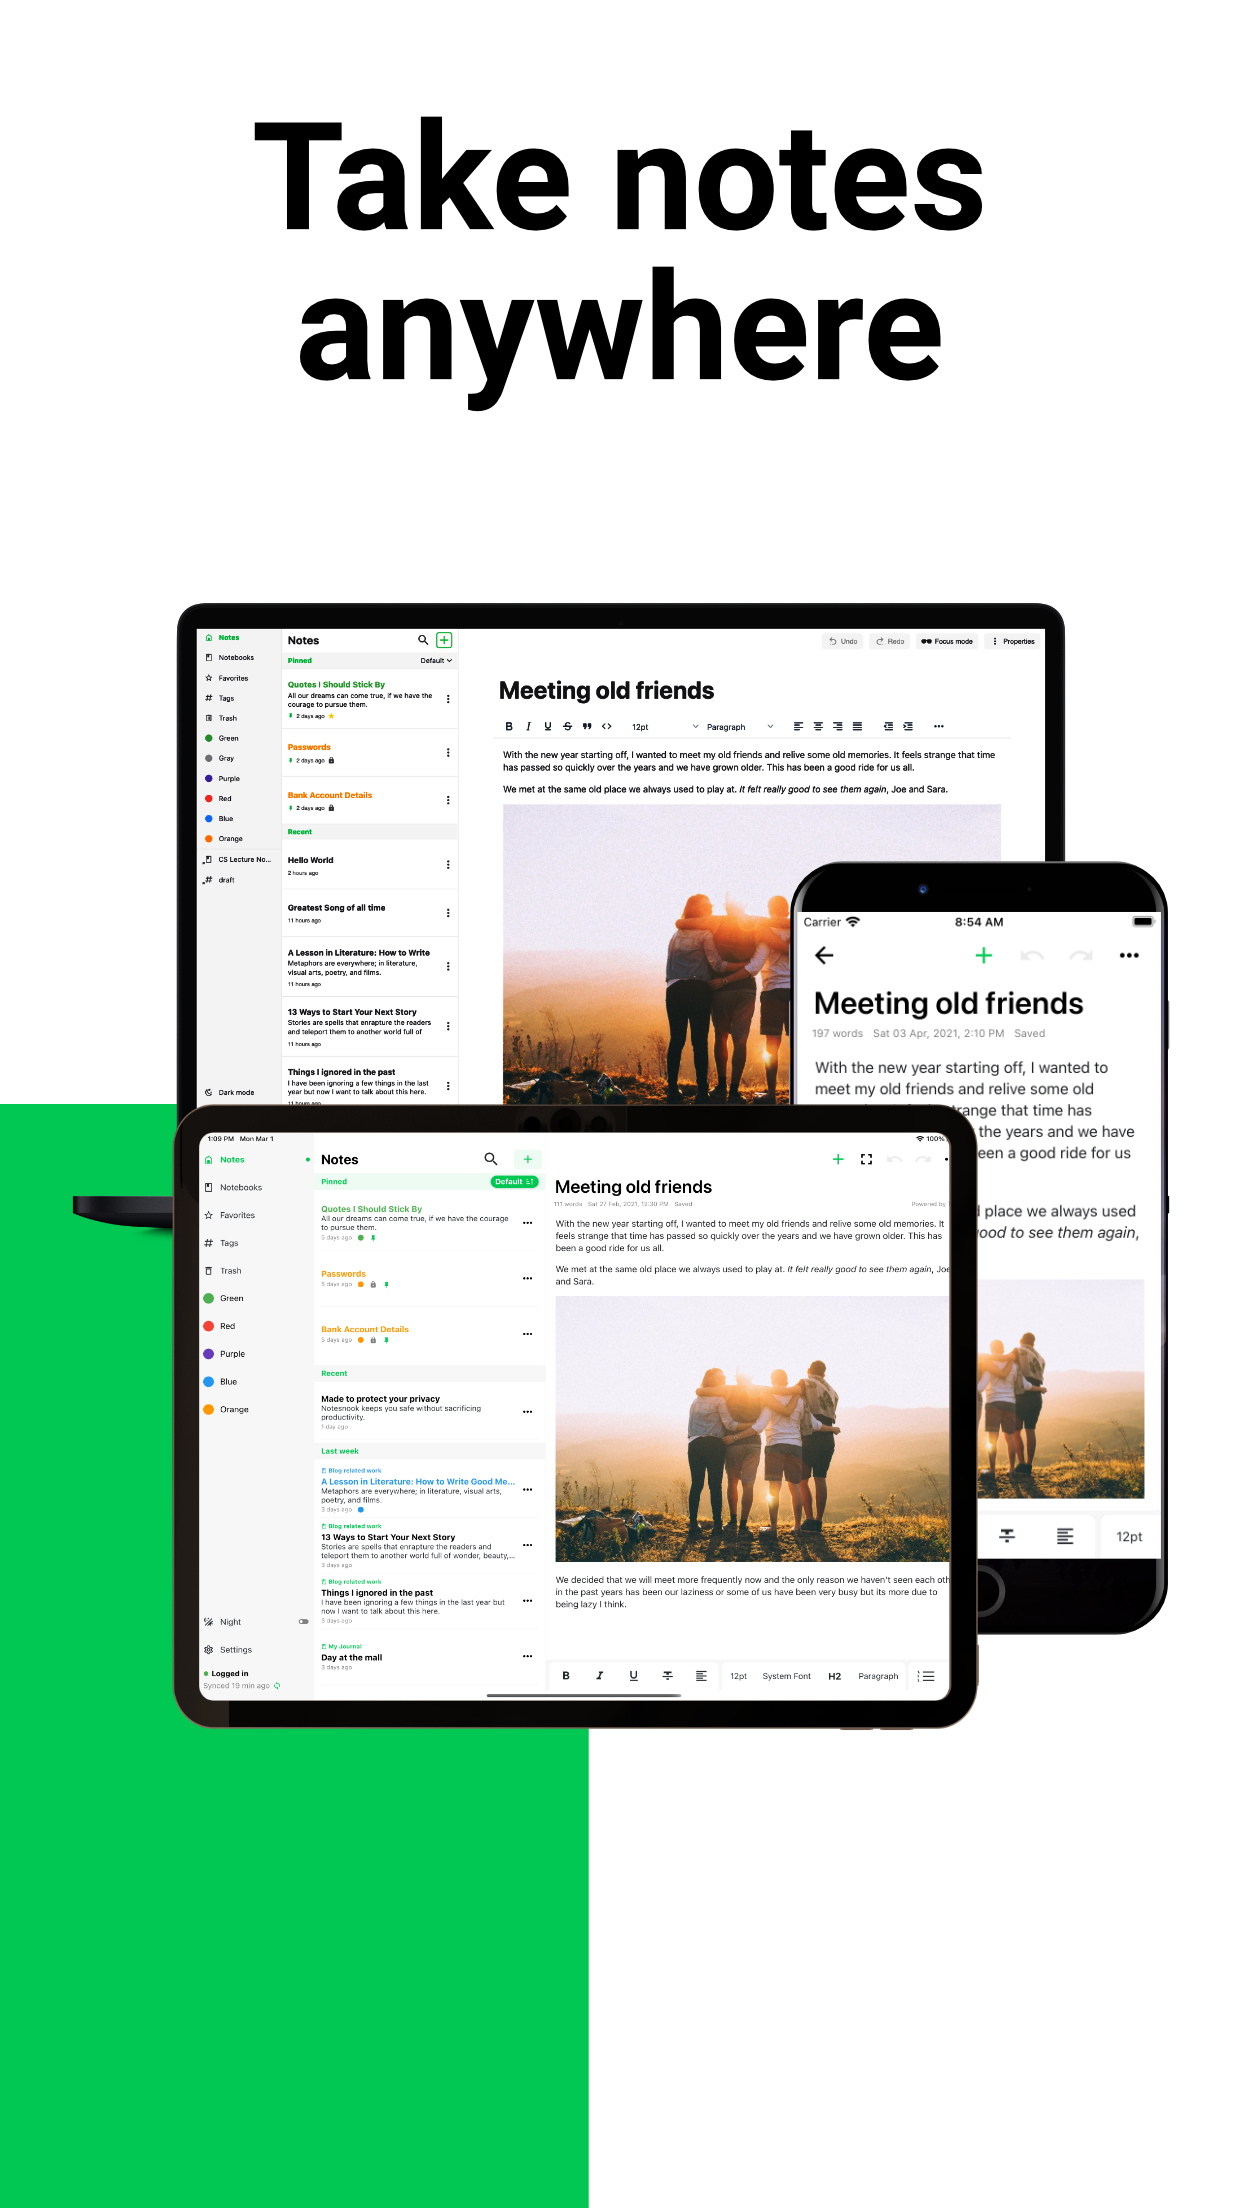 Take notes
anywhere
Notes
Notebooks
Favorites
Tags
Trash
Green
Gray
Purple
Red
Blue
Orange
CS Lecture No...
draft
Dark mode
Notes
Pinned
Default
Quotes I Should Stick By
All our dreams can come true, if we have the
courage to pursue them.
2 days ago
Passwords
2 days ago
Bank Account Details
2 days ago
Recent
Hello World
2 hours ago
Greatest Song of all time
11 hours ago
A Lesson in Literature: How to Write
Metaphors are everywhere; in literature,
visual arts, poetry, and films.
11 hours ago
13 Ways to Start Your Next Story
Stories are spells that enrapture the readers
and teleport them to another world full of
11 hours ago
Things I ignored in the past
I have been ignoring a few things in the last
year but now I want to talk about this here.
11 hours ago
Undo Redo Focus mode Properties
Meeting old friends
B I U S 12pt Paragraph
With the new year starting off, I wanted to meet my old friends and relive some old memories. It feels strange that time
has passed so quickly over the years and we have grown older. This has been a good ride for us all.
We met at the same old place we always used to play at. It felt really good to see them again, Joe and Sara.
Carrier 8:54 AM
Meeting old friends
197 words Sat 03 Apr, 2021, 2:10 PM Saved
With the new year starting off, I wanted to
meet my old friends and relive some old
range that time has
the years and we have
een a good ride for us
d place we always used
ood to see them again,
12pt
1:09 PM Mon Mar 1
100%
Notes
Notebooks
Favorites
Tags
Trash
Green
Red
Purple
Blue
Orange
Night
Settings
Logged in
Synced 19 min ago
Notes
Pinned
Default
Quotes I Should Stick By
All our dreams can come true, if we have the courage
to pursue them.
5 days ago
Passwords
5 days ago
Bank Account Details
5 days ago
Recent
Made to protect your privacy
Notesnook keeps you safe without sacrificing
productivity.
1 day ago
Last week
Blog related work
A Lesson in Literature: How to Write Good Me...
Metaphors are everywhere; in literature, visual arts,
poetry, and films.
3 days ago
Blog related work
13 Ways to Start Your Next Story
Stories are spells that enrapture the readers and
teleport them to another world full of wonder, beauty,...
3 days ago
Blog related work
Things I ignored in the past
I have been ignoring a few things in the last year but
now I want to talk about this here.
3 days ago
My Journal
Day at the mall
3 days ago
Meeting old friends
111 words Sat 27 Feb, 2021, 12:30 PM Saved
Powered by
With the new year starting off, I wanted to meet my old friends and relive some old memories. It
feels strange that time has passed so quickly over the years and we have grown older. This has
been a good ride for us all.
We met at the same old place we always used to play at. It felt really good to see them again, Joe
and Sara.
We decided that we will meet more frequently now and the only reason we haven't seen each oth
in the past years has been our laziness or some of us have been very busy but its more due to
being lazy I think.
B I U 12pt System Font H2 Paragraph